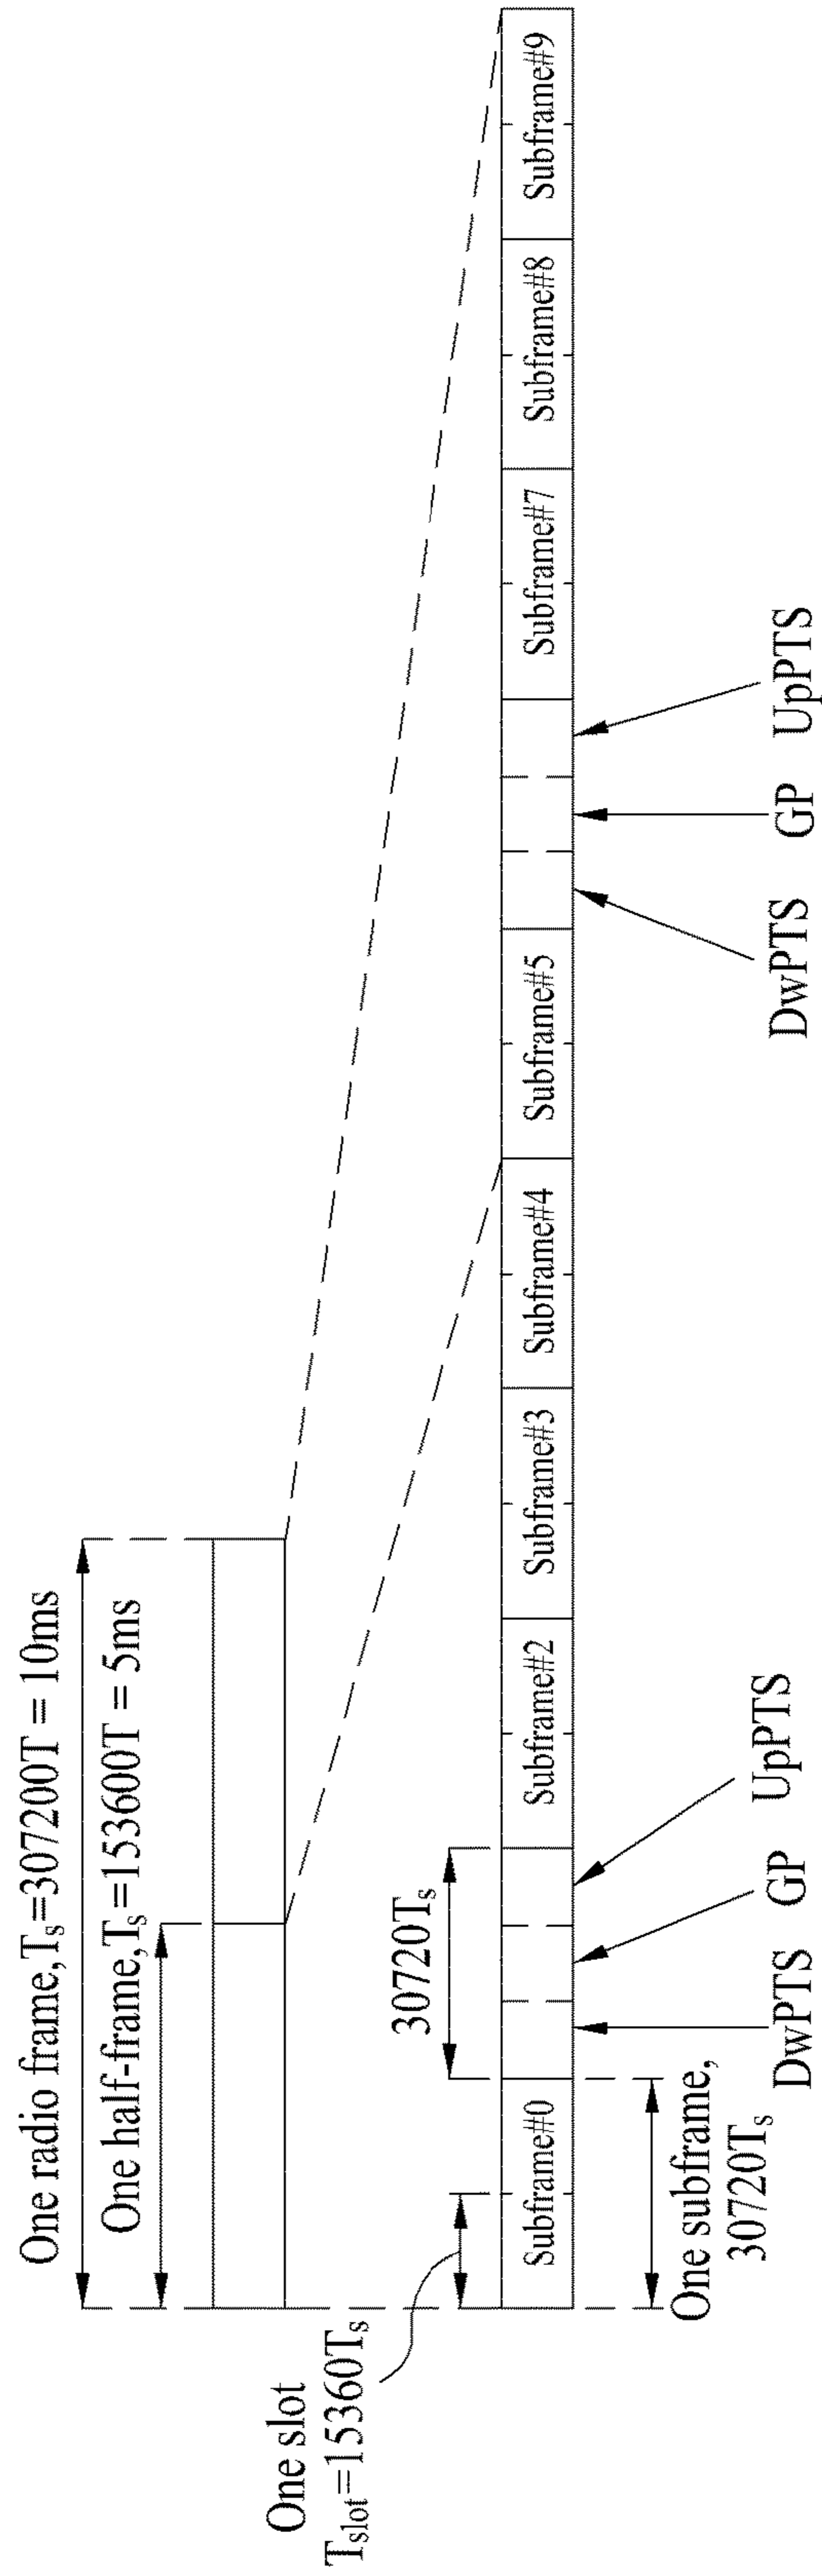 One radio frame,Ts=307200T = 10ms
One half-frame,Ts=153600T = 5ms
One slot
Tslot=15360Ts
30720Ts
Subframe#0
Subframe#2
Subframe#3
Subframe#4
Subframe#5
Subframe#7
Subframe#8
Subframe#9
One subframe,
30720Ts
DwPTS
GP
UpPTS
DwPTS
GP
UpPTS